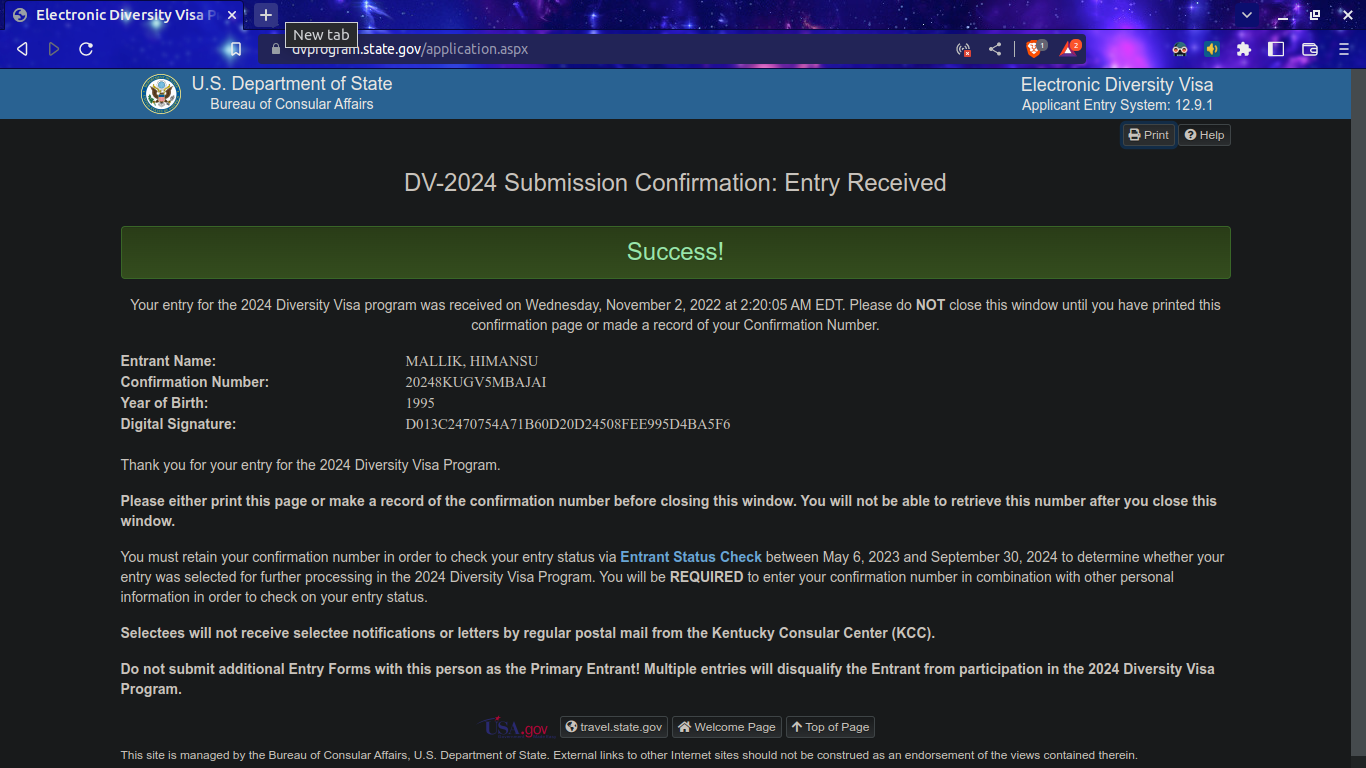 Electronic Diversity Visa P
New tab
dvprogram.state.gov/application.aspx
1
2
U.S. Department of State
Bureau of Consular Affairs
Electronic Diversity Visa
Applicant Entry System: 12.9.1
Print
Help
DV-2024 Submission Confirmation: Entry Received
Success!
Your entry for the 2024 Diversity Visa program was received on Wednesday, November 2, 2022 at 2:20:05 AM EDT. Please do NOT close this window until you have printed this
confirmation page or made a record of your Confirmation Number.
Entrant Name: MALLIK, HIMANSU
Confirmation Number: 20248KUGV5MBAJAI
Year of Birth: 1995
Digital Signature: D013C2470754A71B60D20D24508FEE995D4BA5F6
Thank you for your entry for the 2024 Diversity Visa Program.
Please either print this page or make a record of the confirmation number before closing this window. You will not be able to retrieve this number after you close this
window.
You must retain your confirmation number in order to check your entry status via Entrant Status Check between May 6, 2023 and September 30, 2024 to determine whether your
entry was selected for further processing in the 2024 Diversity Visa Program. You will be REQUIRED to enter your confirmation number in combination with other personal
information in order to check on your entry status.
Selectees will not receive selectee notifications or letters by regular postal mail from the Kentucky Consular Center (KCC).
Do not submit additional Entry Forms with this person as the Primary Entrant! Multiple entries will disqualify the Entrant from participation in the 2024 Diversity Visa
Program.
USA.gov
travel.state.gov
Welcome Page
Top of Page
This site is managed by the Bureau of Consular Affairs, U.S. Department of State. External links to other Internet sites should not be construed as an endorsement of the views contained therein.